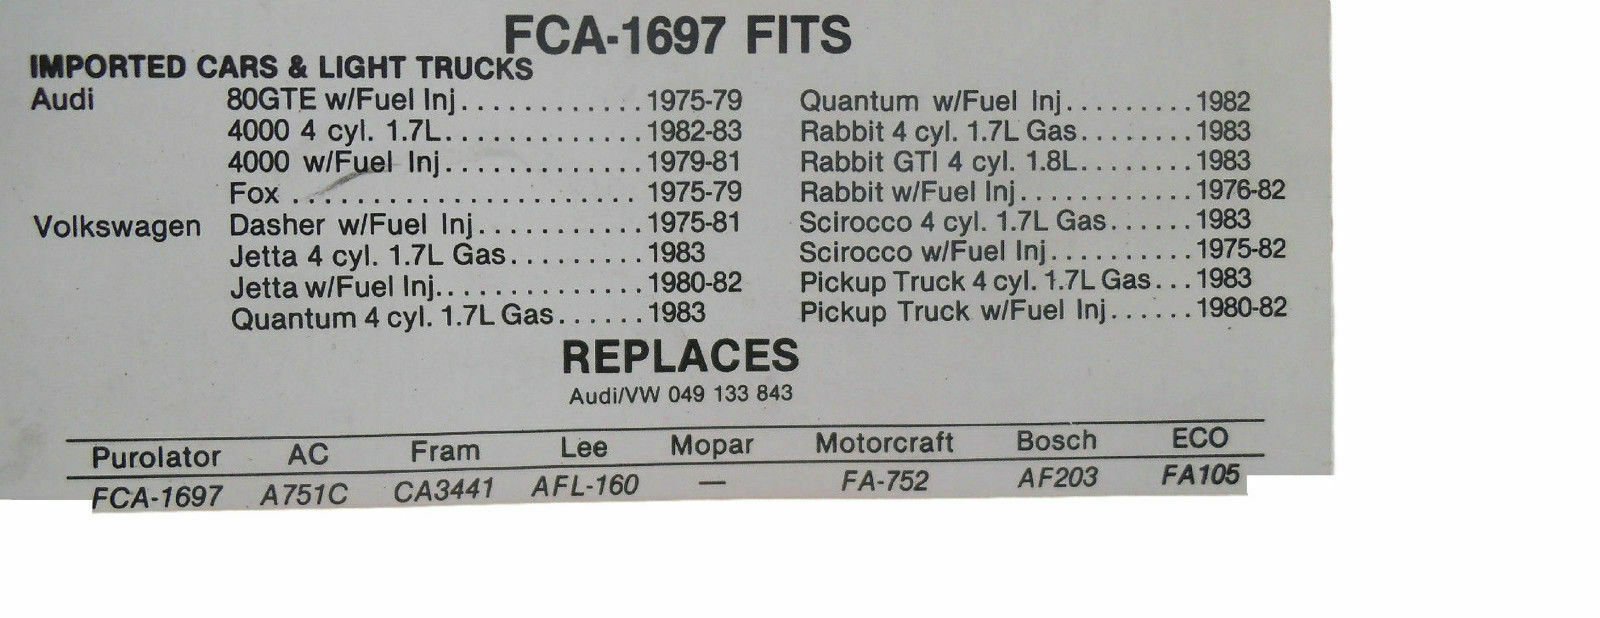 FCA-1697 FITS
IMPORTED CARS & LIGHT TRUCKS
Audi 80GTE w/Fuel Inj............1975-79
4000 4 cyl. 1.7L.............1982-83
4000 w/Fuel Inj.............1979-81
Fox .......................1975-79
Volkswagen Dasher w/Fuel Inj...........1975-81
Jetta 4 cyl. 1.7L Gas.........1983
Jetta w/Fuel Inj..............1980-82
Quantum 4 cyl. 1.7L Gas......1983
Quantum w/Fuel Inj.........1982
Rabbit 4 cyl. 1.7L Gas........1983
Rabbit GTI 4 cyl. 1.8L........1983
Rabbit w/Fuel Inj............1976-82
Scirocco 4 cyl. 1.7L Gas......1983
Scirocco w/Fuel Inj..........1975-82
Pickup Truck 4 cyl. 1.7L Gas...1983
Pickup Truck w/Fuel Inj......1980-82
REPLACES
Audi/VW 049 133 843
Purolator AC Fram Lee Mopar Motorcraft Bosch ECO
FCA-1697 A751C CA3441 AFL-160 — FA-752 AF203 FA105